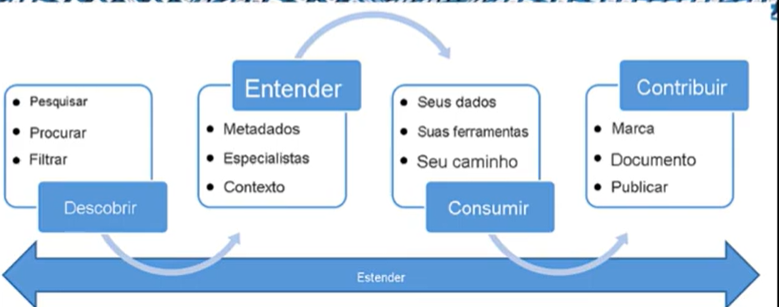 Pesquisar
Procurar
Filtrar
Descobrir
Entender
Metadados
Especialistas
Contexto
Seus dados
Suas ferramentas
Seu caminho
Consumir
Contribuir
Marca
Documento
Publicar
Estender